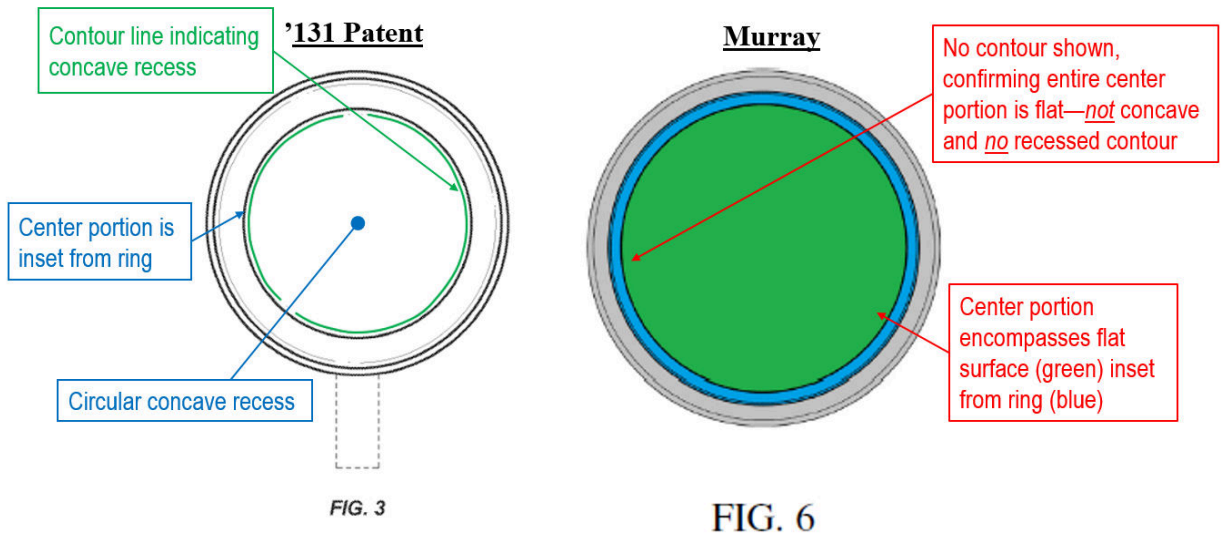 ’131 Patent
Contour line indicating
concave recess
Center portion is
inset from ring
Circular concave recess
FIG. 3
Murray
No contour shown,
confirming entire center
portion is flat—not concave
and no recessed contour
Center portion
encompasses flat
surface (green) inset
from ring (blue)
FIG. 6